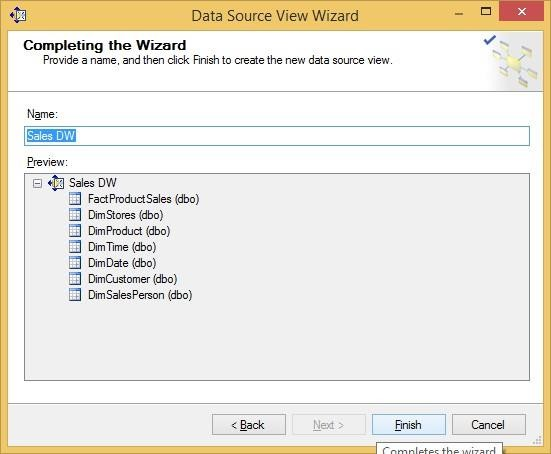 Data Source View Wizard
Completing the Wizard
Provide a name, and then click Finish to create the new data source view.
Name:
Sales DW
Preview:
Sales DW
FactProductSales (dbo)
DimStores (dbo)
DimProduct (dbo)
DimTime (dbo)
DimDate (dbo)
DimCustomer (dbo)
DimSalesPerson (dbo)
< Back Next > Finish Cancel
Completes the wizard